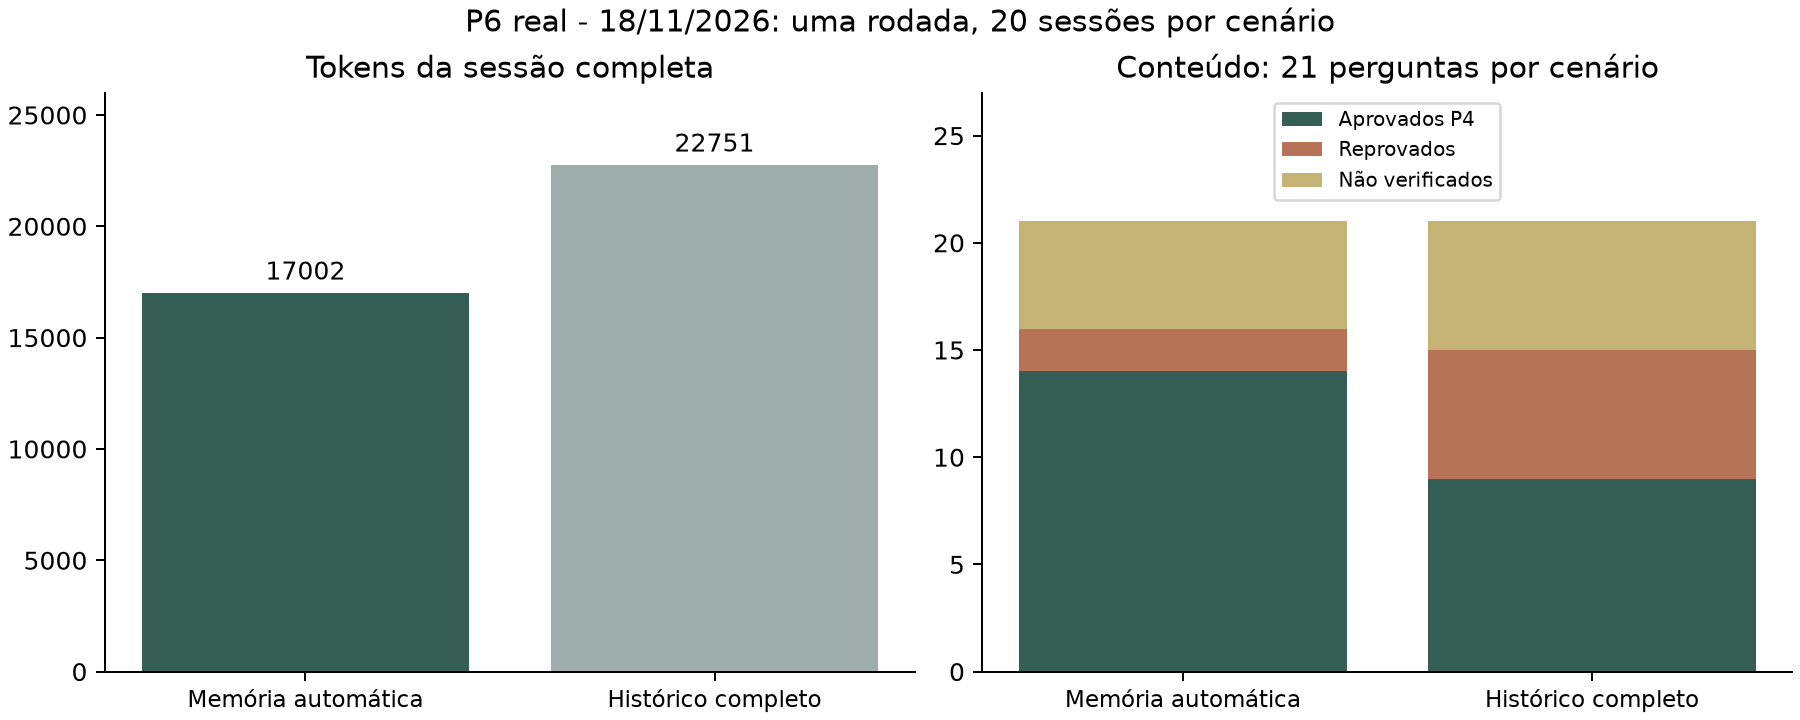 P6 real - 18/11/2026: uma rodada, 20 sessões por cenário
Tokens da sessão completa
25000
20000
15000
10000
5000
0
17002
22751
Memória automática
Histórico completo
Conteúdo: 21 perguntas por cenário
Aprovados P4
Reprovados
Não verificados
25
20
15
10
5
0
Memória automática
Histórico completo